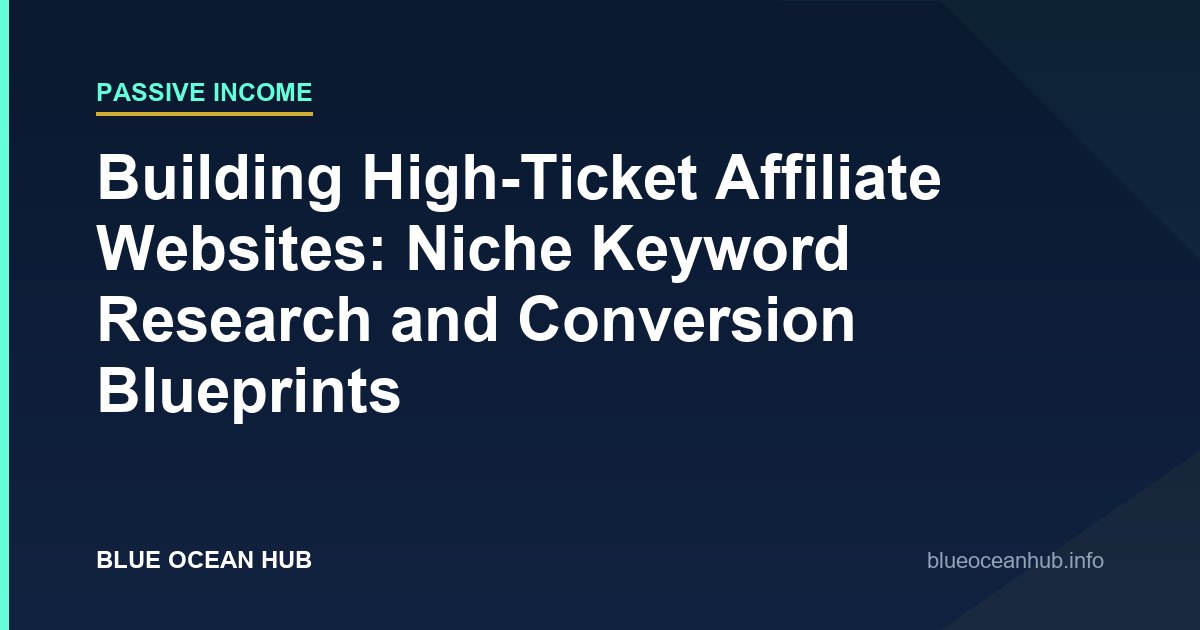 PASSIVE INCOME
Building High-Ticket Affiliate
Websites: Niche Keyword
Research and Conversion
Blueprints
BLUE OCEAN HUB
blueoceanhub.info